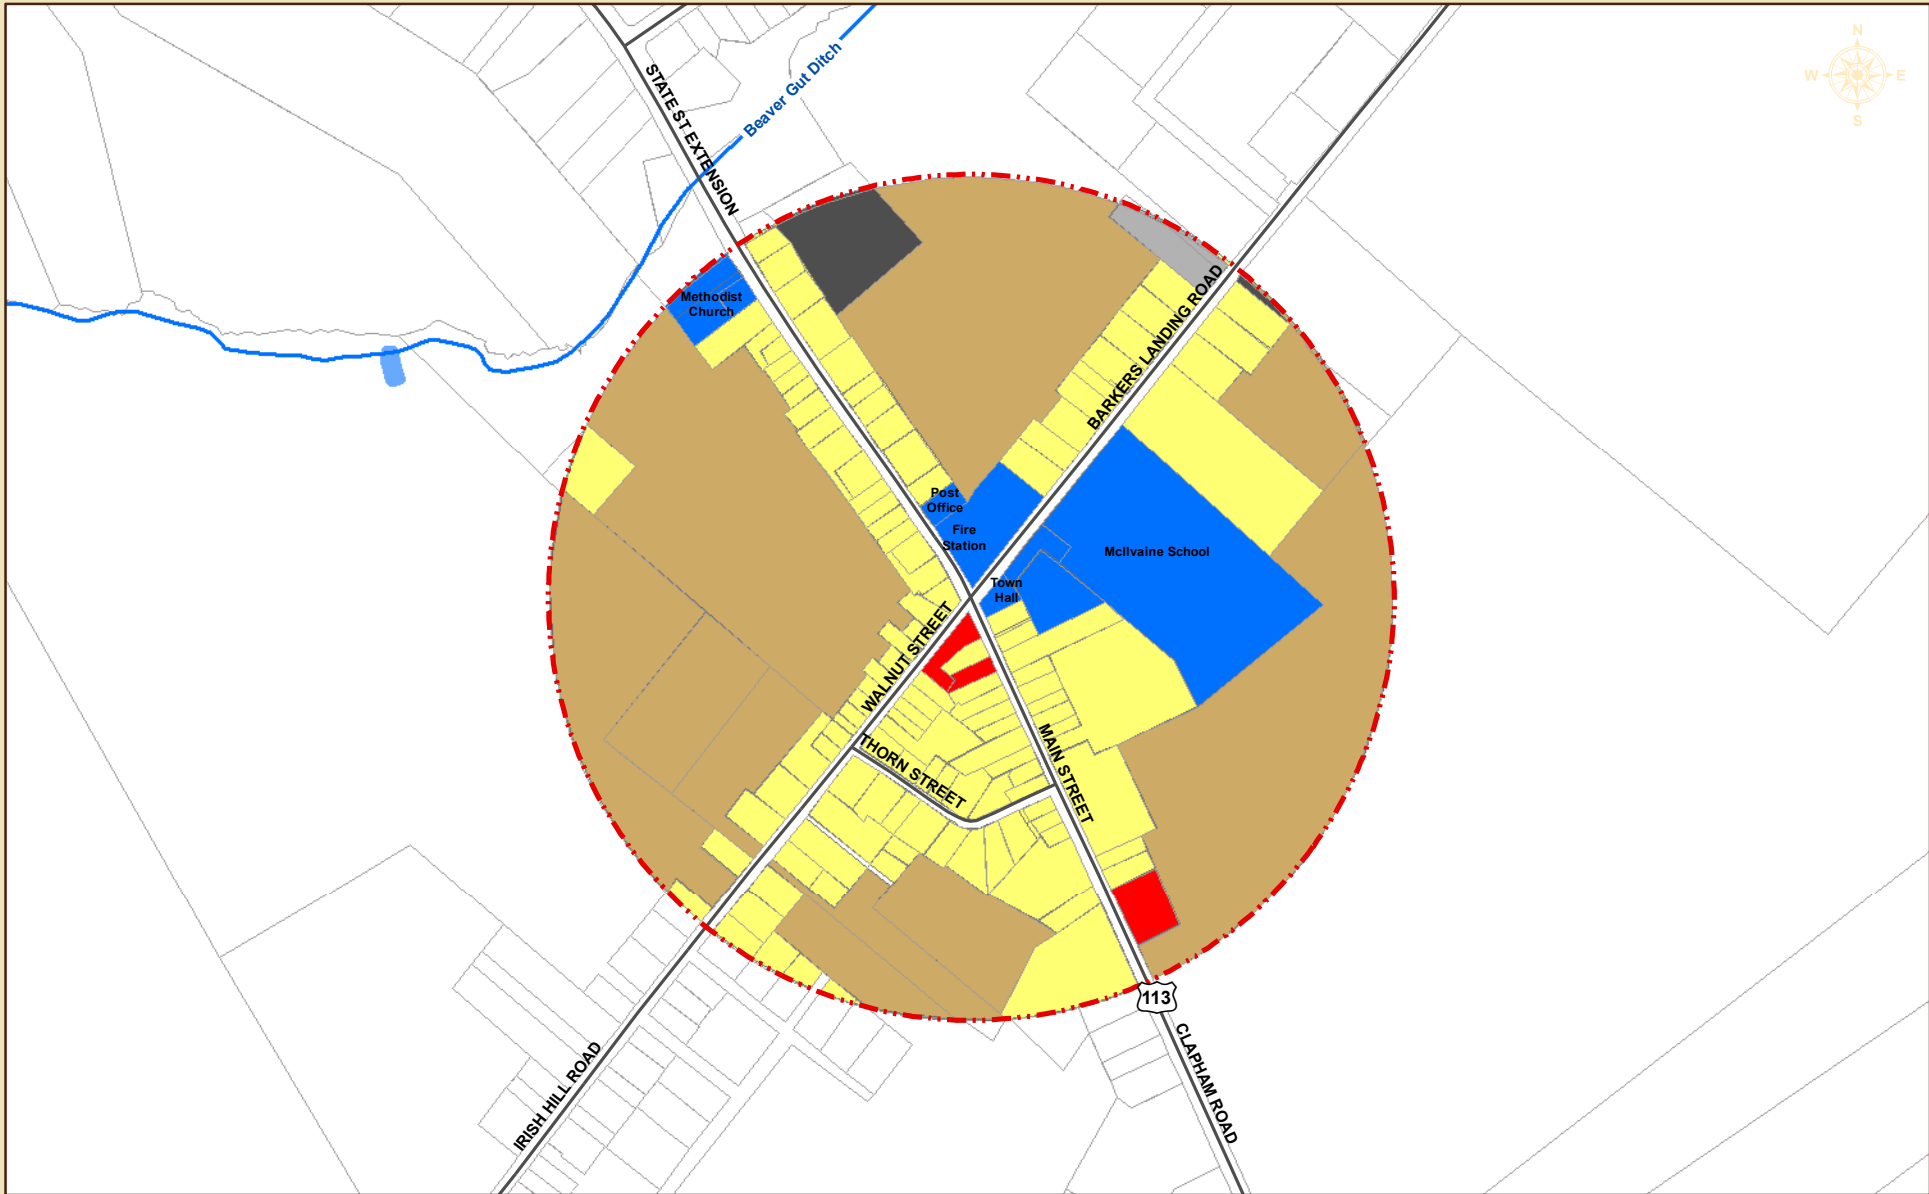 N
W E
S
Beaver Gut Ditch
STATE ST EXTENSION
Methodist
Church
BARKERS LANDING ROAD
Post
Office
Fire
Station
McIlvaine School
Town
Hall
WALNUT STREET
THORN STREET
MAIN STREET
113
CLAPHAM ROAD
IRISH HILL ROAD